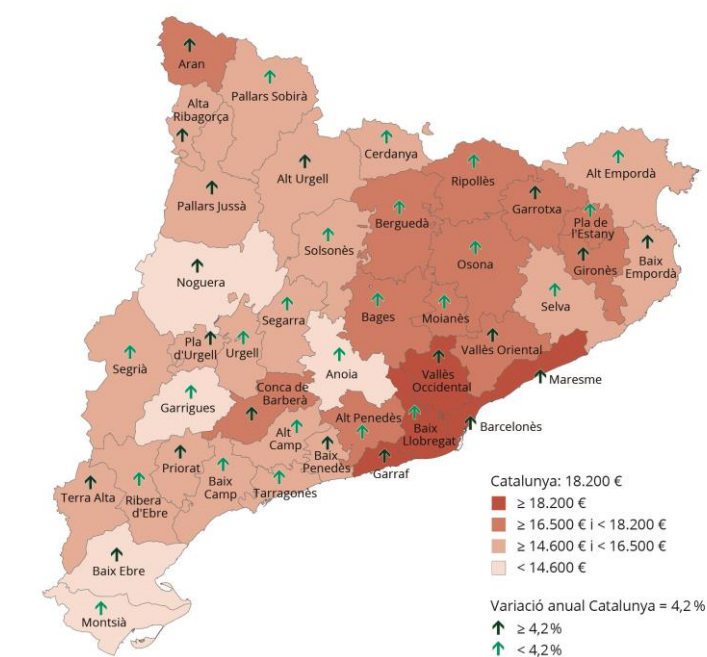 Aran
Pallars Sobirà
Alta
Ribagorça
Cerdanya
Alt Urgell
Ripollès
Alt Empordà
Pallars Jussà
Garrotxa
Berguedà
Pla de
l'Estany
Solsonès
Osona
Gironès
Baix
Empordà
Noguera
Selva
Segarra
Bages
Moianès
Pla
d'Urgell
Urgell
Vallès Oriental
Segrià
Anoia
Vallès
Occidental
Maresme
Garrigues
Conca de
Barberà
Alt Penedès
Baix
Llobregat
Barcelonès
Alt
Camp
Baix
Penedès
Garraf
Priorat
Baix
Camp
Tarragonès
Terra Alta
Ribera
d'Ebre
Baix Ebre
Montsià
Catalunya: 18.200 €
≥ 18.200 €
≥ 16.500 € i < 18.200 €
≥ 14.600 € i < 16.500 €
< 14.600 €
Variació anual Catalunya = 4,2%
≥ 4,2%
< 4,2%